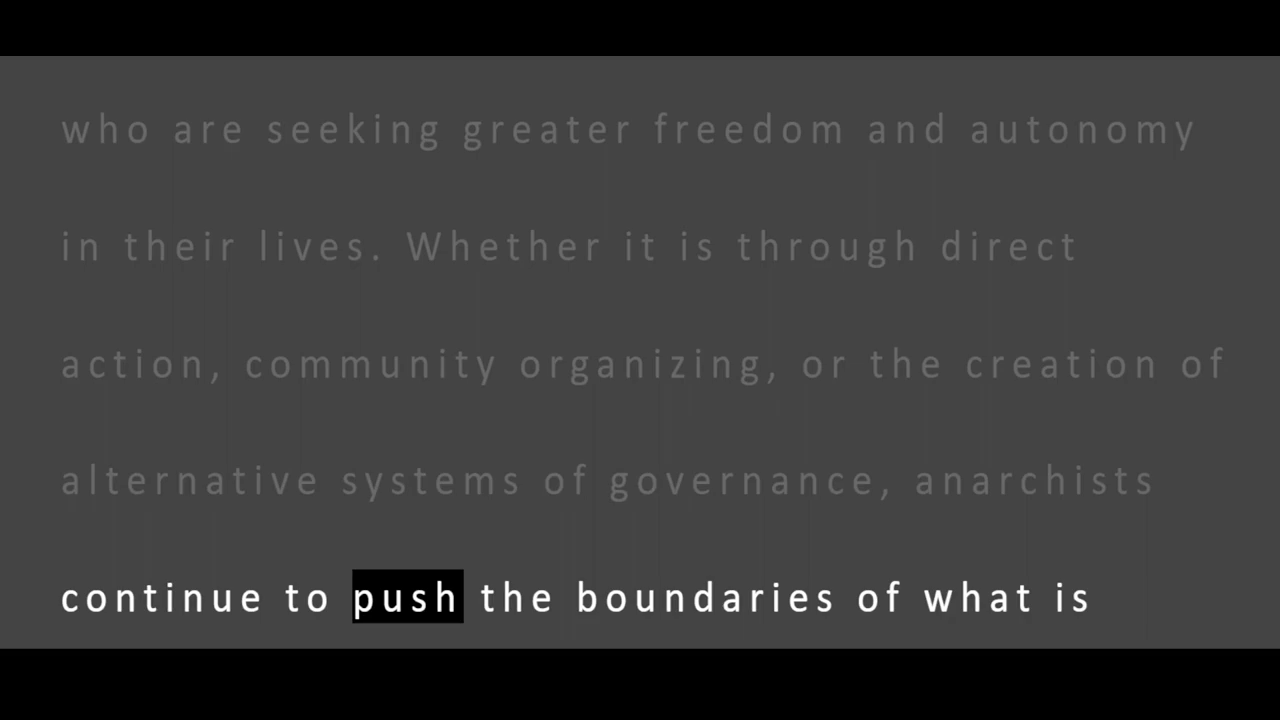 who are seeking greater freedom and autonomy
in their lives. Whether it is through direct
action, community organizing, or the creation of
alternative systems of governance, anarchists
continue to push the boundaries of what is